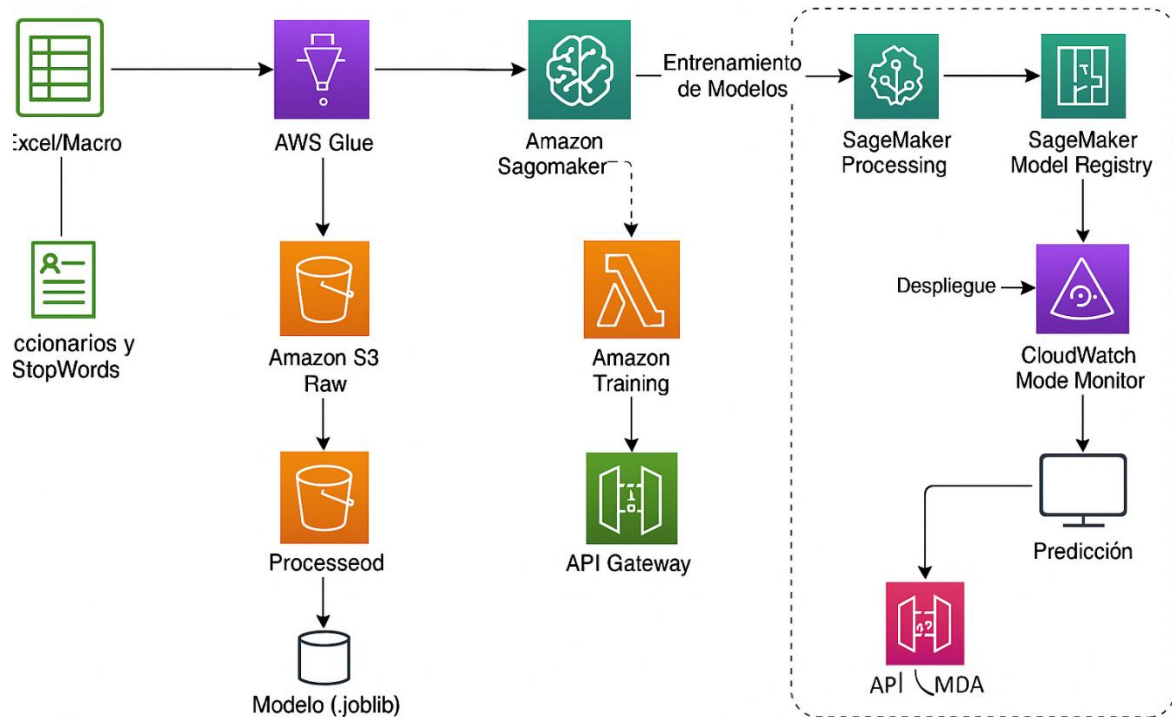 Excel/Macro
ccionarios y
StopWords
AWS Glue
Amazon S3
Raw
Processeod
Modelo (.joblib)
Amazon
Sagomaker
Amazon
Training
API Gateway
Entrenamiento
de Modelos
SageMaker
Processing
SageMaker
Model Registry
Despliegue
CloudWatch
Mode Monitor
Predicción
API MDA